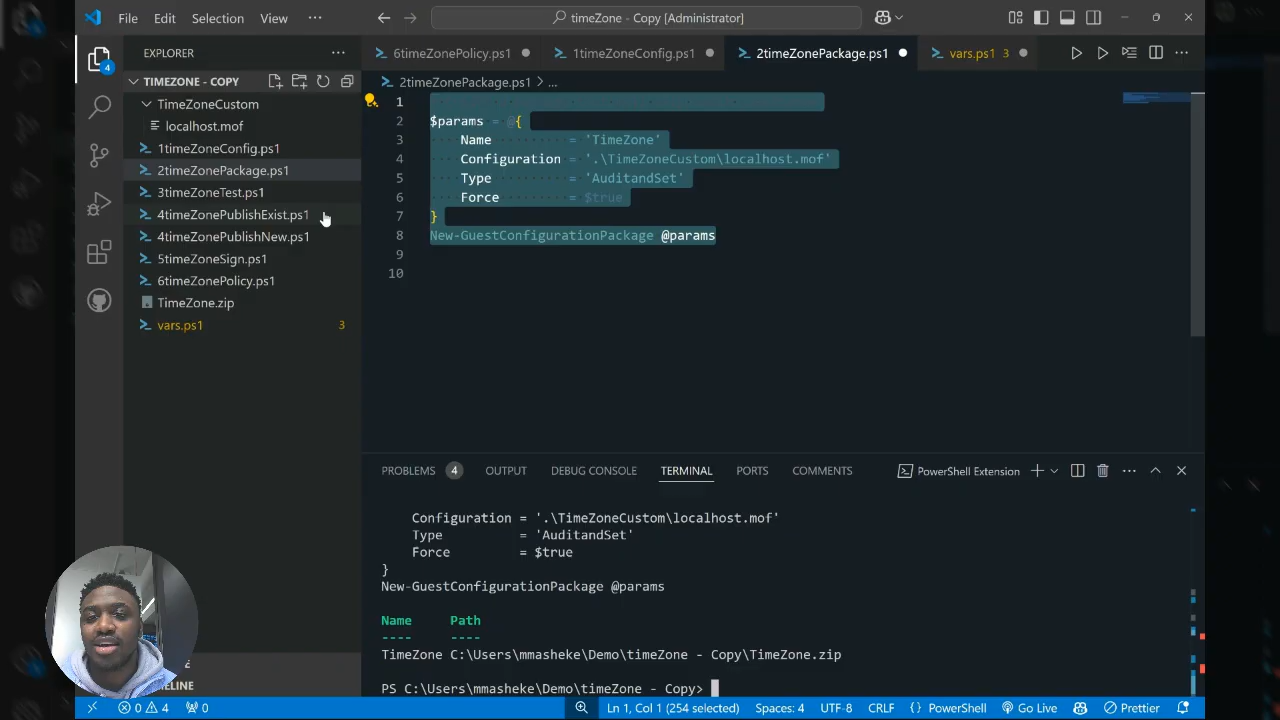 File Edit Selection View ··· timeZone - Copy [Administrator]
EXPLORER ···
TIMEZONE - COPY
TimeZoneCustom
localhost.mof
1timeZoneConfig.ps1
2timeZonePackage.ps1
3timeZoneTest.ps1
4timeZonePublishExist.ps1
4timeZonePublishNew.ps1
5timeZoneSign.ps1
6timeZonePolicy.ps1
TimeZone.zip
vars.ps1 3
TIMELINE
6timeZonePolicy.ps1 1timeZoneConfig.ps1 2timeZonePackage.ps1 vars.ps1 3
2timeZonePackage.ps1 > ...
1
2 $params = @{
3 Name = 'TimeZone'
4 Configuration = '.\TimeZoneCustom\localhost.mof'
5 Type = 'AuditandSet'
6 Force = $true
7 }
8 New-GuestConfigurationPackage @params
9
10
PROBLEMS 4 OUTPUT DEBUG CONSOLE TERMINAL PORTS COMMENTS PowerShell Extension
Configuration = '.\TimeZoneCustom\localhost.mof'
Type = 'AuditandSet'
Force = $true
}
New-GuestConfigurationPackage @params
Name Path
---- ----
TimeZone C:\Users\mmasheke\Demo\timeZone - Copy\TimeZone.zip
PS C:\Users\mmasheke\Demo\timeZone - Copy>
0 4 0 Ln 1, Col 1 (254 selected) Spaces: 4 UTF-8 CRLF { } PowerShell Go Live Prettier
4